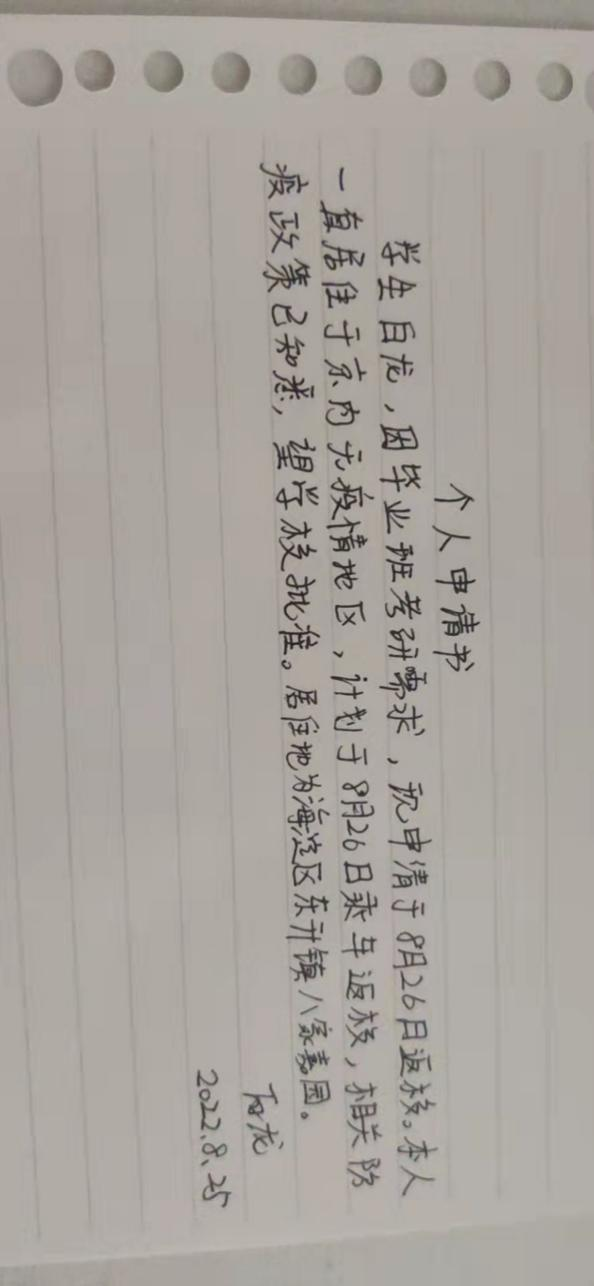 个人申请书
学生白龙，因毕业班考研需求，现申请于8月26日返校。本人
一直居住于京内无疫情地区，计划于8月26日乘车返校，相关防
疫政策已知悉，望学校批准。居住地为海淀区东升镇八家嘉园。
白龙
2022.8.25